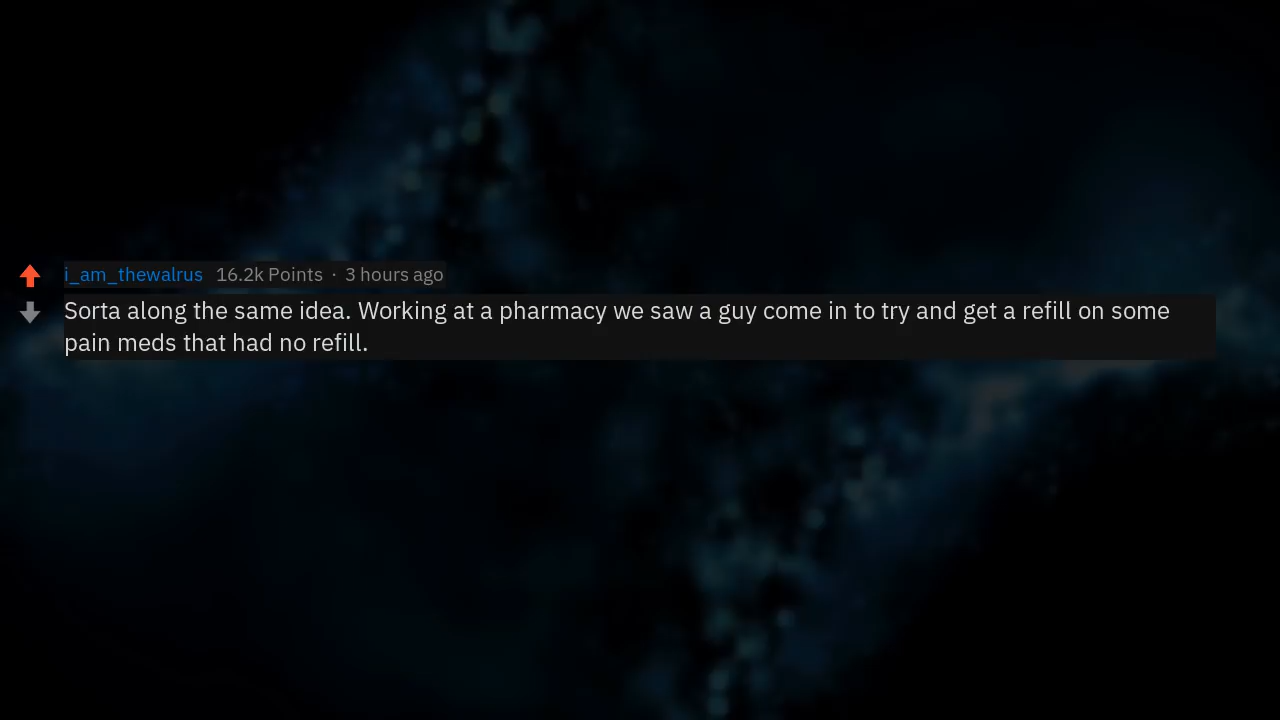 i_am_thewalrus 16.2k Points · 3 hours ago
Sorta along the same idea. Working at a pharmacy we saw a guy come in to try and get a refill on some
pain meds that had no refill.